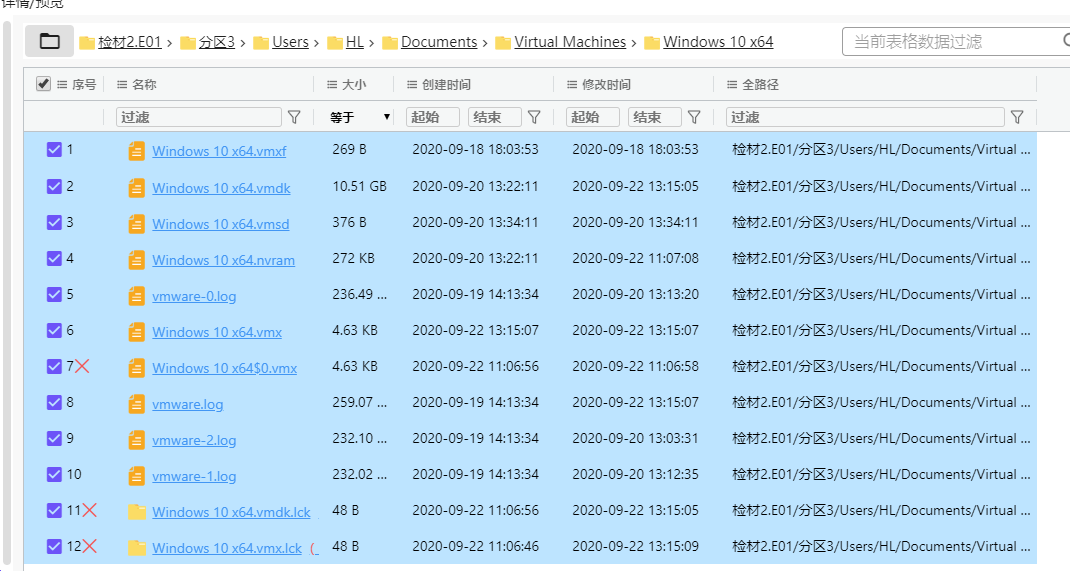 详情/预览
检材2.E01 > 分区3 > Users > HL > Documents > Virtual Machines > Windows 10 x64 当前表格数据过滤
序号 名称 大小 创建时间 修改时间 全路径
过滤 等于 起始 结束 起始 结束 过滤
1 Windows 10 x64.vmxf 269 B 2020-09-18 18:03:53 2020-09-18 18:03:53 检材2.E01/分区3/Users/HL/Documents/Virtual ...
2 Windows 10 x64.vmdk 10.51 GB 2020-09-20 13:22:11 2020-09-22 13:15:05 检材2.E01/分区3/Users/HL/Documents/Virtual ...
3 Windows 10 x64.vmsd 376 B 2020-09-20 13:34:11 2020-09-20 13:34:11 检材2.E01/分区3/Users/HL/Documents/Virtual ...
4 Windows 10 x64.nvram 272 KB 2020-09-20 13:22:11 2020-09-22 11:07:08 检材2.E01/分区3/Users/HL/Documents/Virtual ...
5 vmware-0.log 236.49 ... 2020-09-19 14:13:34 2020-09-20 13:13:20 检材2.E01/分区3/Users/HL/Documents/Virtual ...
6 Windows 10 x64.vmx 4.63 KB 2020-09-22 13:15:07 2020-09-22 13:15:07 检材2.E01/分区3/Users/HL/Documents/Virtual ...
7 Windows 10 x64$0.vmx 4.63 KB 2020-09-22 11:06:56 2020-09-22 11:06:58 检材2.E01/分区3/Users/HL/Documents/Virtual ...
8 vmware.log 259.07 ... 2020-09-19 14:13:34 2020-09-22 13:15:07 检材2.E01/分区3/Users/HL/Documents/Virtual ...
9 vmware-2.log 232.10 ... 2020-09-19 14:13:34 2020-09-20 13:03:31 检材2.E01/分区3/Users/HL/Documents/Virtual ...
10 vmware-1.log 232.02 ... 2020-09-19 14:13:34 2020-09-20 13:12:35 检材2.E01/分区3/Users/HL/Documents/Virtual ...
11 Windows 10 x64.vmdk.lck 48 B 2020-09-22 11:06:56 2020-09-22 13:15:05 检材2.E01/分区3/Users/HL/Documents/Virtual ...
12 Windows 10 x64.vmx.lck ( 48 B 2020-09-22 11:06:46 2020-09-22 13:15:09 检材2.E01/分区3/Users/HL/Documents/Virtual ...